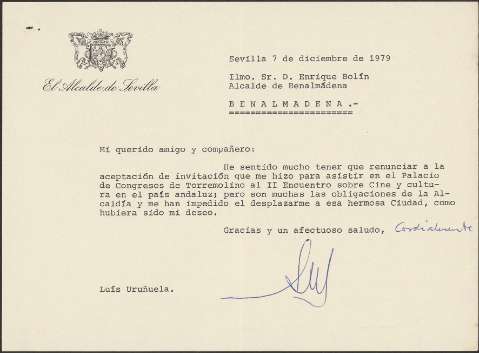 El Alcalde de Sevilla
Sevilla 7 de diciembre de 1979
Ilmo. Sr. D. Enrique Bolín
Alcalde de Benalmádena
B E N A L M A D E N A .-
=======================
Mi querido amigo y compañero:
He sentido mucho tener que renunciar a la
aceptación de invitación que me hizo para asistir en el Palacio
de Congresos de Torremolino al II Encuentro sobre Cine y cultu-
ra en el país andaluz; pero son muchas las obligaciones de la Al-
caldía y me han impedido el desplazarme a esa hermosa Ciudad, como
hubiera sido mi deseo.
Gracias y un afectuoso saludo, Cordialmente
Luis Uruñuela.